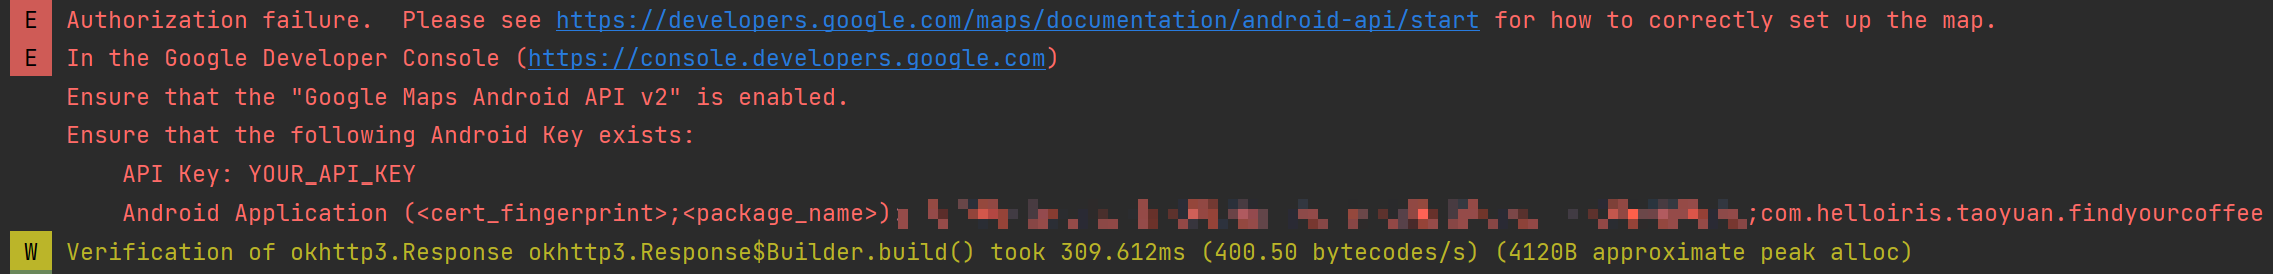 E Authorization failure.  Please see https://developers.google.com/maps/documentation/android-api/start for how to correctly set up the map.
E In the Google Developer Console (https://console.developers.google.com)
Ensure that the "Google Maps Android API v2" is enabled.
Ensure that the following Android Key exists:
API Key: YOUR_API_KEY
Android Application (<cert_fingerprint>;<package_name>): ;com.helloiris.taoyuan.findyourcoffee
W Verification of okhttp3.Response okhttp3.Response$Builder.build() took 309.612ms (400.50 bytecodes/s) (4120B approximate peak alloc)